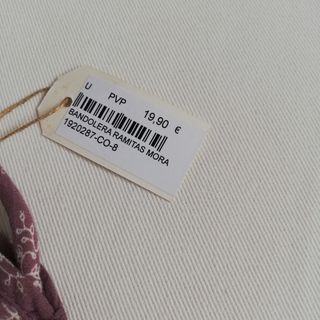 U PVP 19,90 €
BANDOLERA RAMITAS MORA
1920287-CO-8